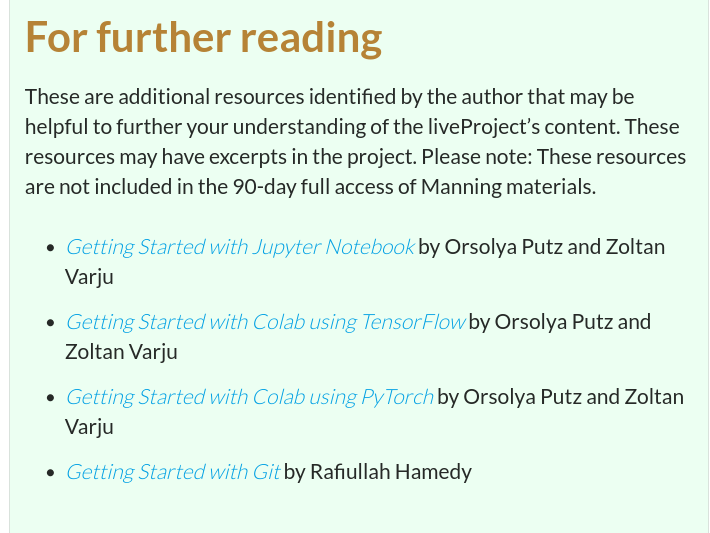 For further reading
These are additional resources identified by the author that may be
helpful to further your understanding of the liveProject’s content. These
resources may have excerpts in the project. Please note: These resources
are not included in the 90-day full access of Manning materials.
• Getting Started with Jupyter Notebook by Orsolya Putz and Zoltan
Varju
• Getting Started with Colab using TensorFlow by Orsolya Putz and
Zoltan Varju
• Getting Started with Colab using PyTorch by Orsolya Putz and Zoltan
Varju
• Getting Started with Git by Rafiullah Hamedy